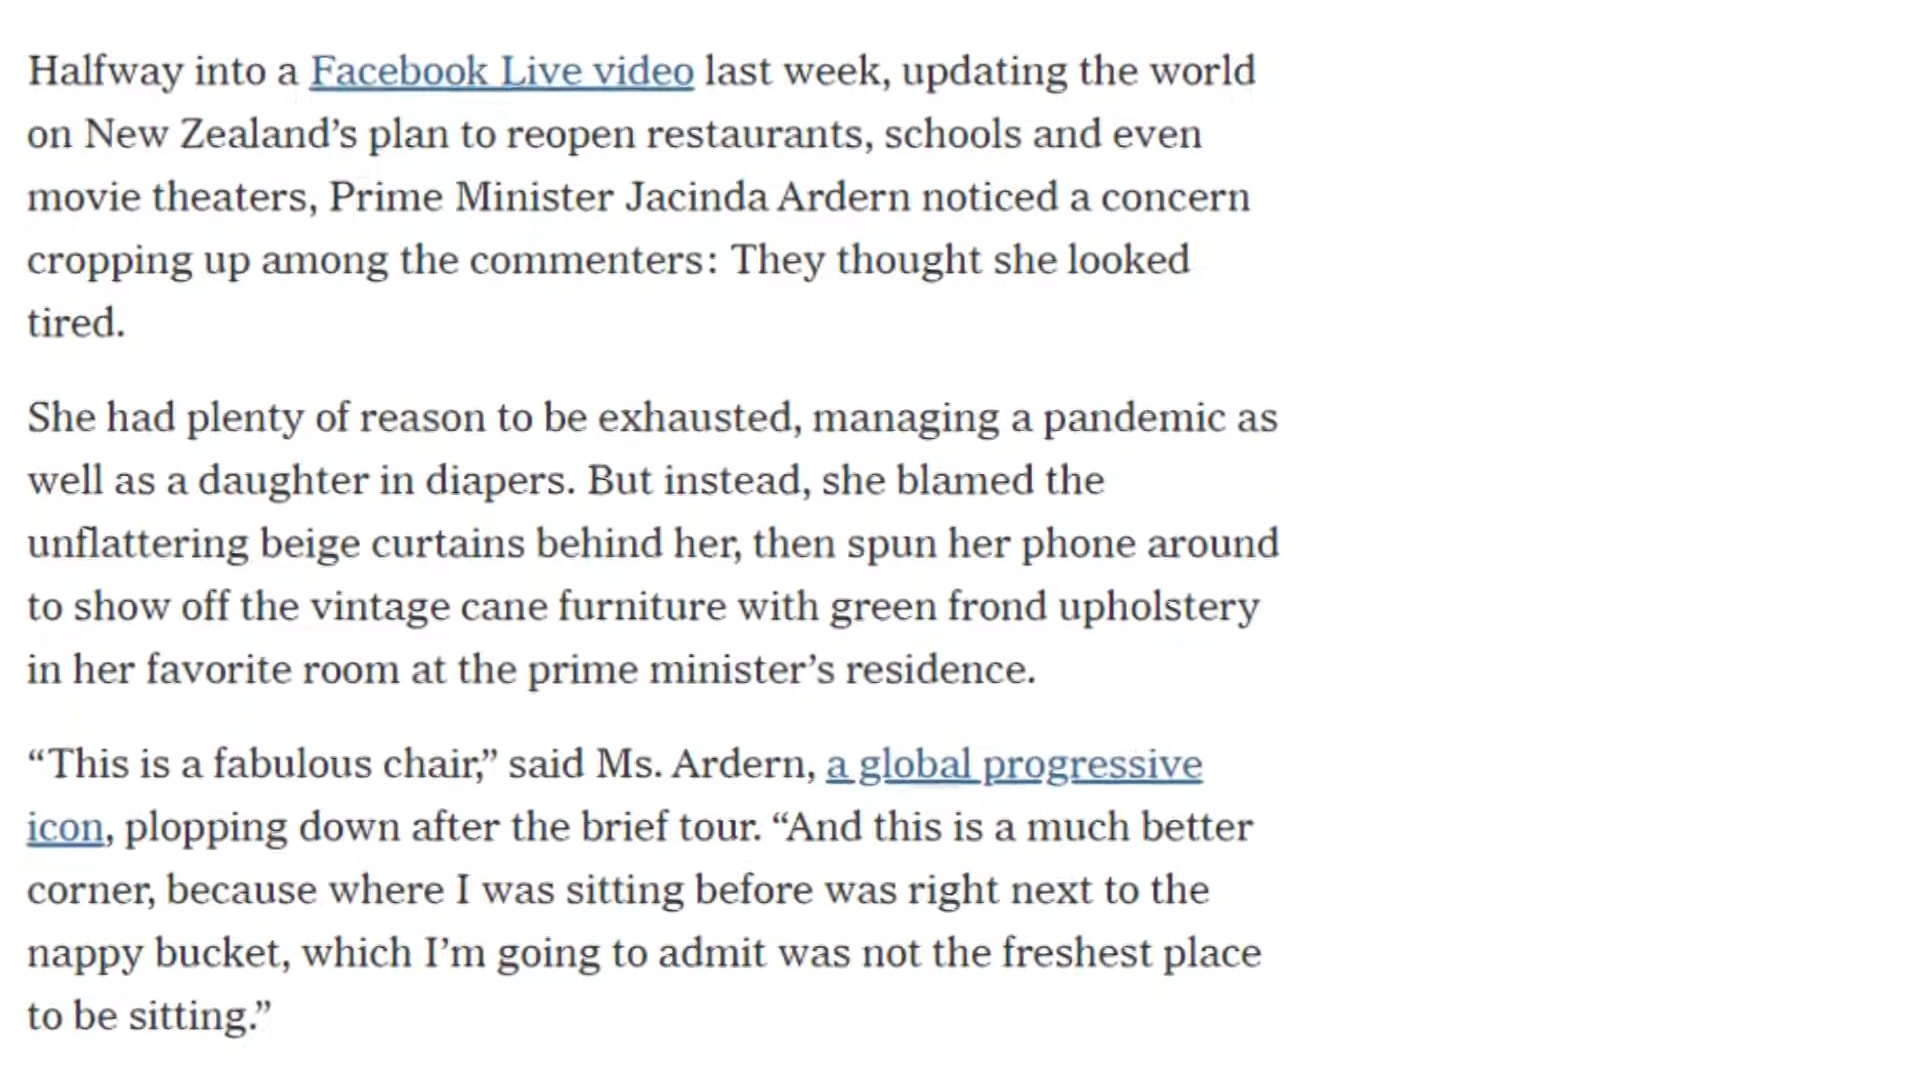 Halfway into a Facebook Live video last week, updating the world
on New Zealand’s plan to reopen restaurants, schools and even
movie theaters, Prime Minister Jacinda Ardern noticed a concern
cropping up among the commenters: They thought she looked
tired.
She had plenty of reason to be exhausted, managing a pandemic as
well as a daughter in diapers. But instead, she blamed the
unflattering beige curtains behind her, then spun her phone around
to show off the vintage cane furniture with green frond upholstery
in her favorite room at the prime minister’s residence.
“This is a fabulous chair,” said Ms. Ardern, a global progressive
icon, plopping down after the brief tour. “And this is a much better
corner, because where I was sitting before was right next to the
nappy bucket, which I’m going to admit was not the freshest place
to be sitting.”